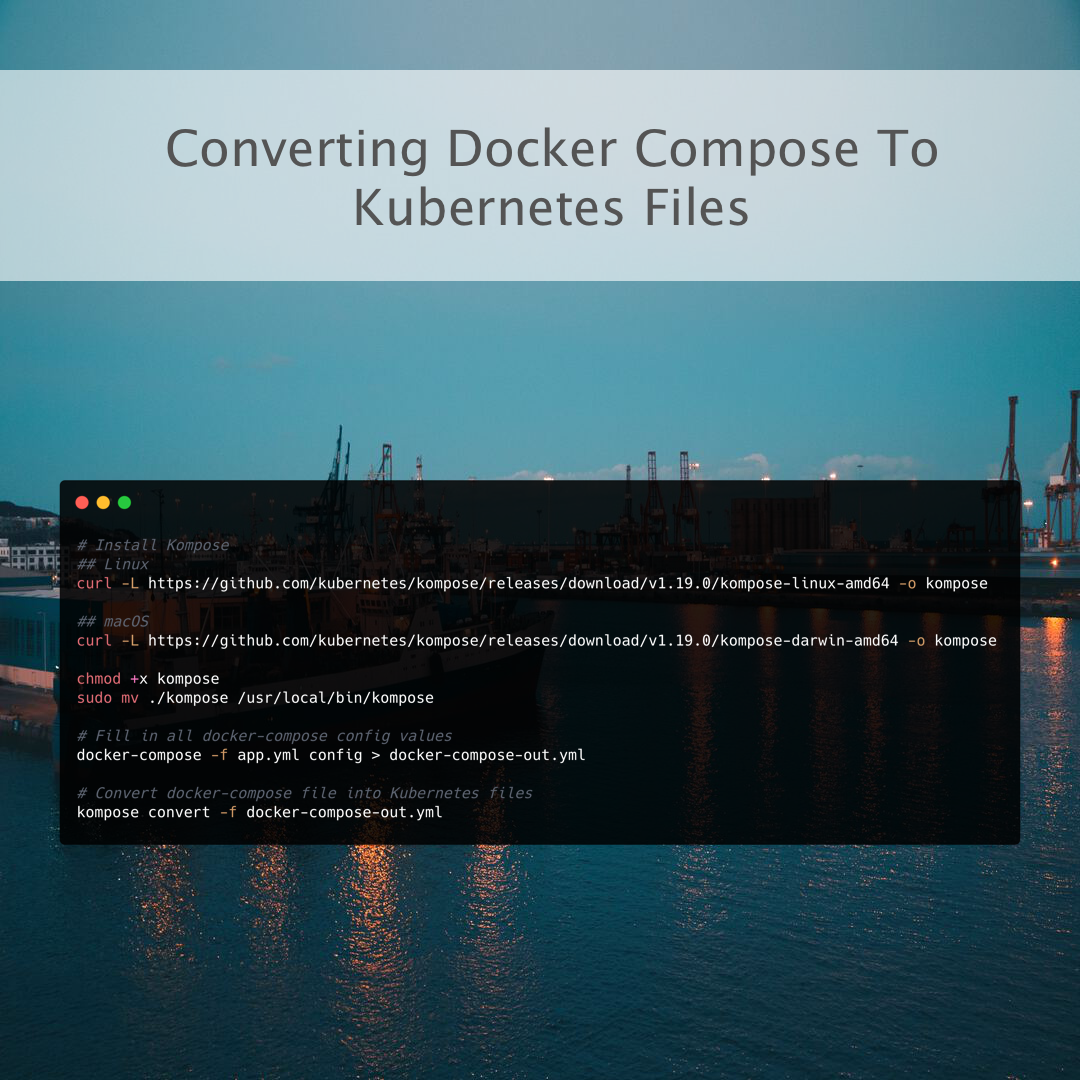 Converting Docker Compose To
Kubernetes Files
# Install Kompose
## Linux
curl -L https://github.com/kubernetes/kompose/releases/download/v1.19.0/kompose-linux-amd64 -o kompose
## macOS
curl -L https://github.com/kubernetes/kompose/releases/download/v1.19.0/kompose-darwin-amd64 -o kompose
chmod +x kompose
sudo mv ./kompose /usr/local/bin/kompose
# Fill in all docker-compose config values
docker-compose -f app.yml config > docker-compose-out.yml
# Convert docker-compose file into Kubernetes files
kompose convert -f docker-compose-out.yml